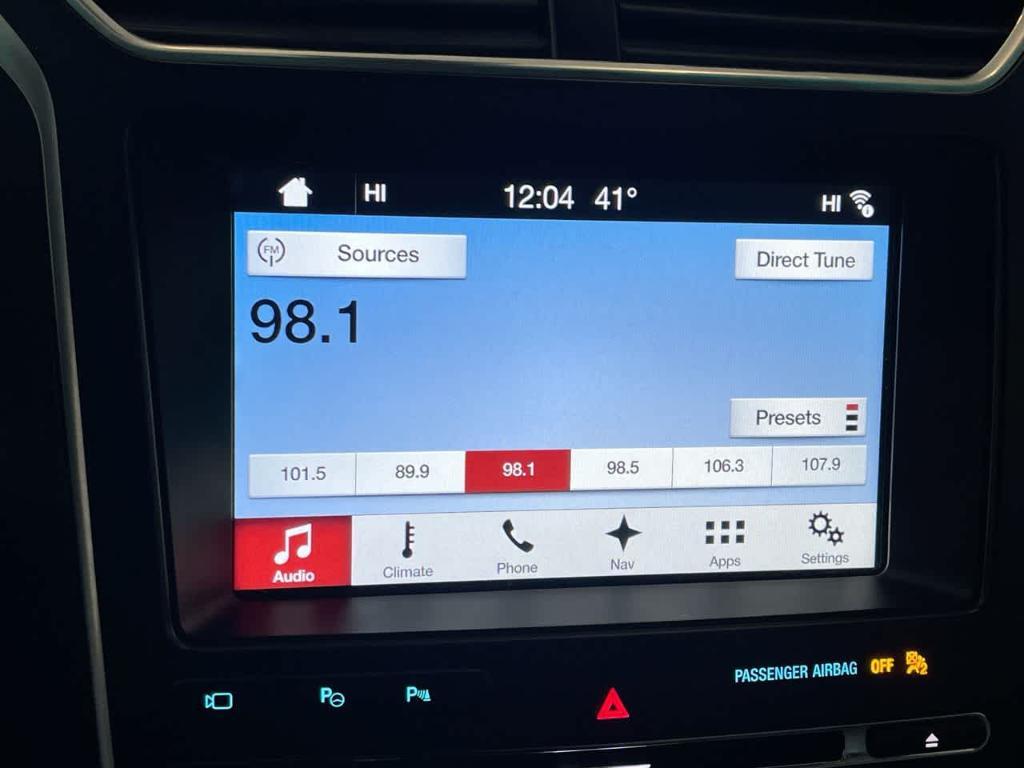 HI 12:04 41° HI
FM Sources Direct Tune
98.1
Presets
101.5 89.9 98.1 98.5 106.3 107.9
Audio Climate Phone Nav Apps Settings
PASSENGER AIRBAG OFF 2
P P